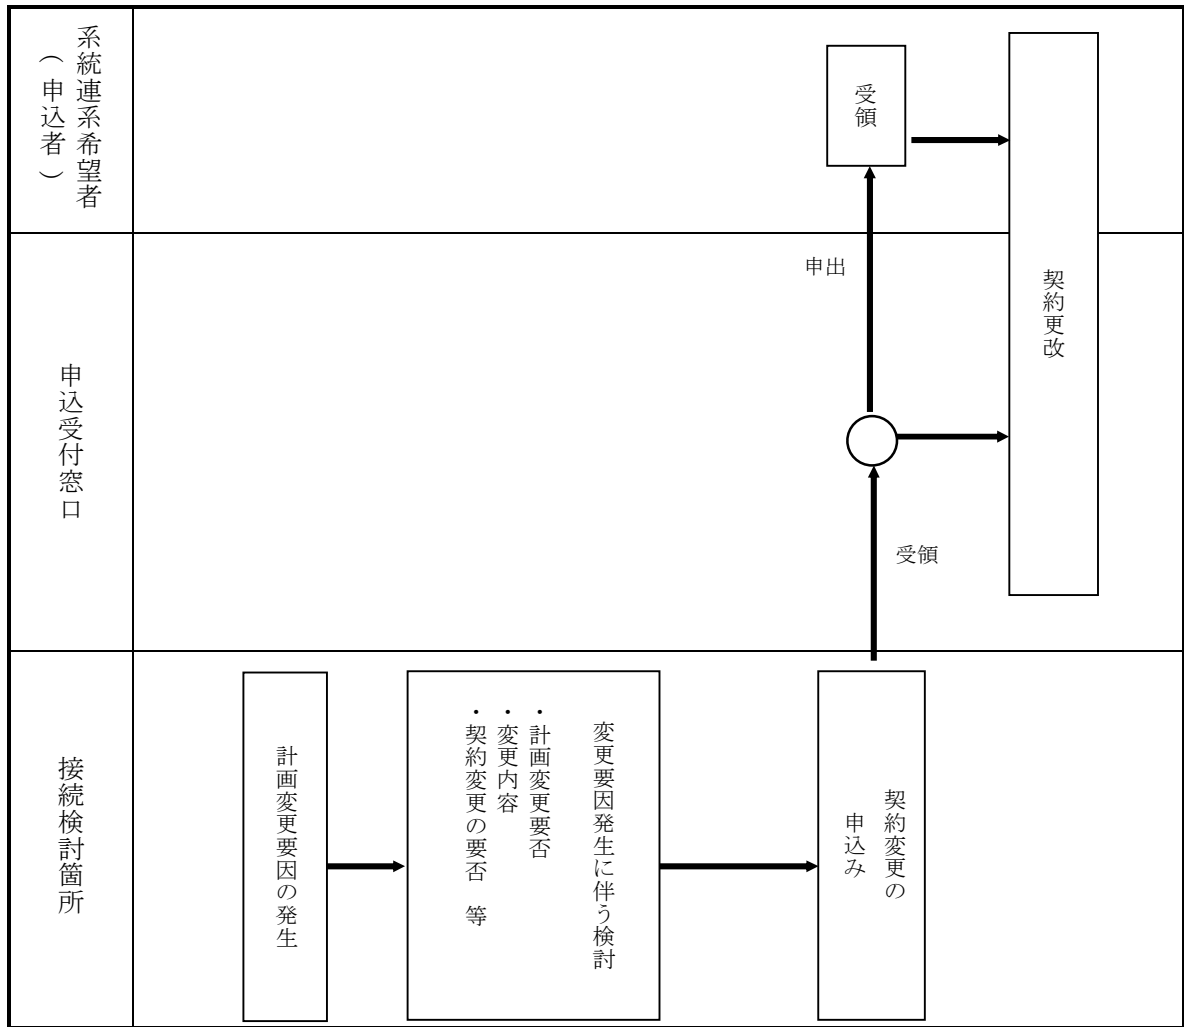 系統連系希望者
（申込者）
受領
契約更改
申出
申込受付窓口
受領
接続検討箇所
計画変更要因の発生
変更要因発生に伴う検討
・計画変更要否
・変更内容
・契約変更の要否　等
契約変更の
申込み